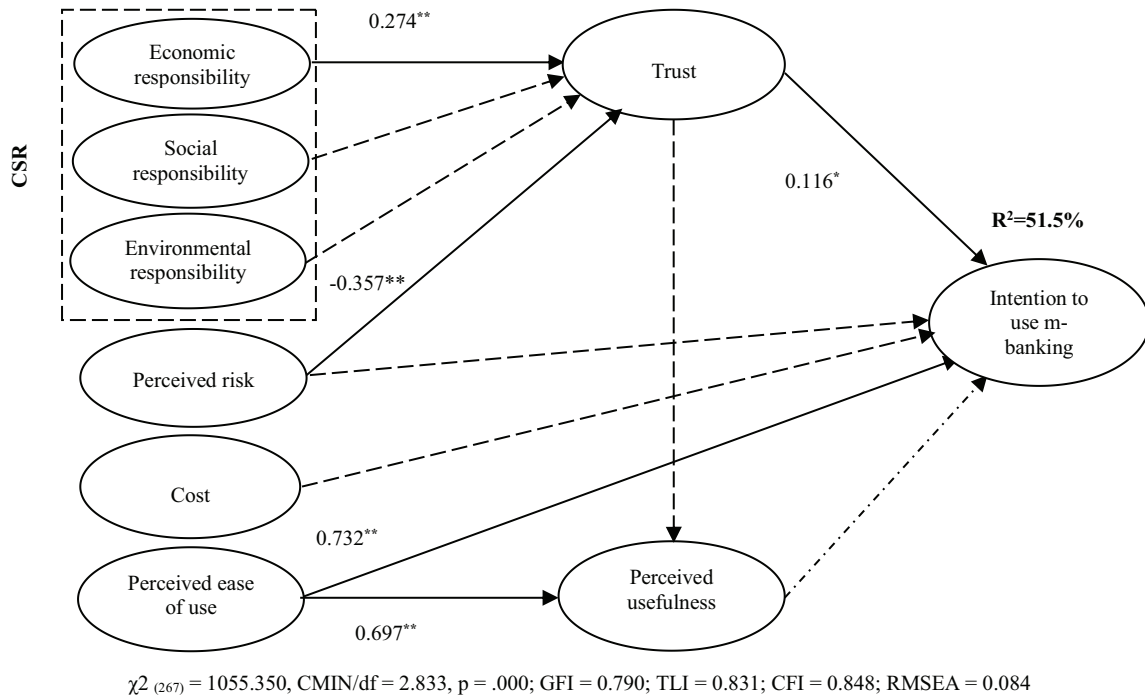 0.274**
Economic
responsibility
Trust
Social
responsibility
CSR
0.116*
R²=51.5%
Environmental
responsibility
-0.357**
Intention to
use m-
banking
Perceived risk
Cost
0.732**
Perceived ease
of use
Perceived
usefulness
0.697**
χ2 (267) = 1055.350, CMIN/df = 2.833, p = .000; GFI = 0.790; TLI = 0.831; CFI = 0.848; RMSEA = 0.084